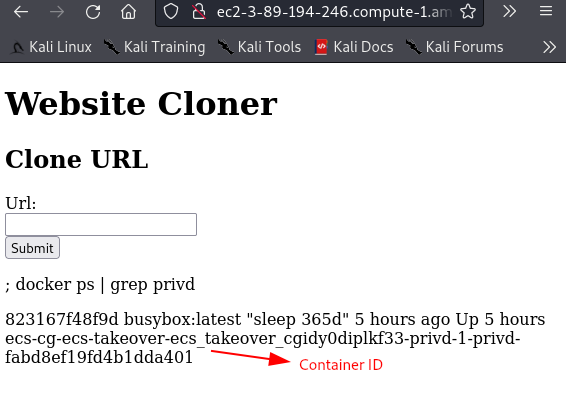 ec2-3-89-194-246.compute-1.am
Kali Linux Kali Training Kali Tools Kali Docs Kali Forums
Website Cloner
Clone URL
Url:
Submit
; docker ps | grep privd
823167f48f9d busybox:latest "sleep 365d" 5 hours ago Up 5 hours
ecs-cg-ecs-takeover-ecs_takeover_cgidy0diplkf33-privd-1-privd-
fabd8ef19fd4b1dda401
Container ID